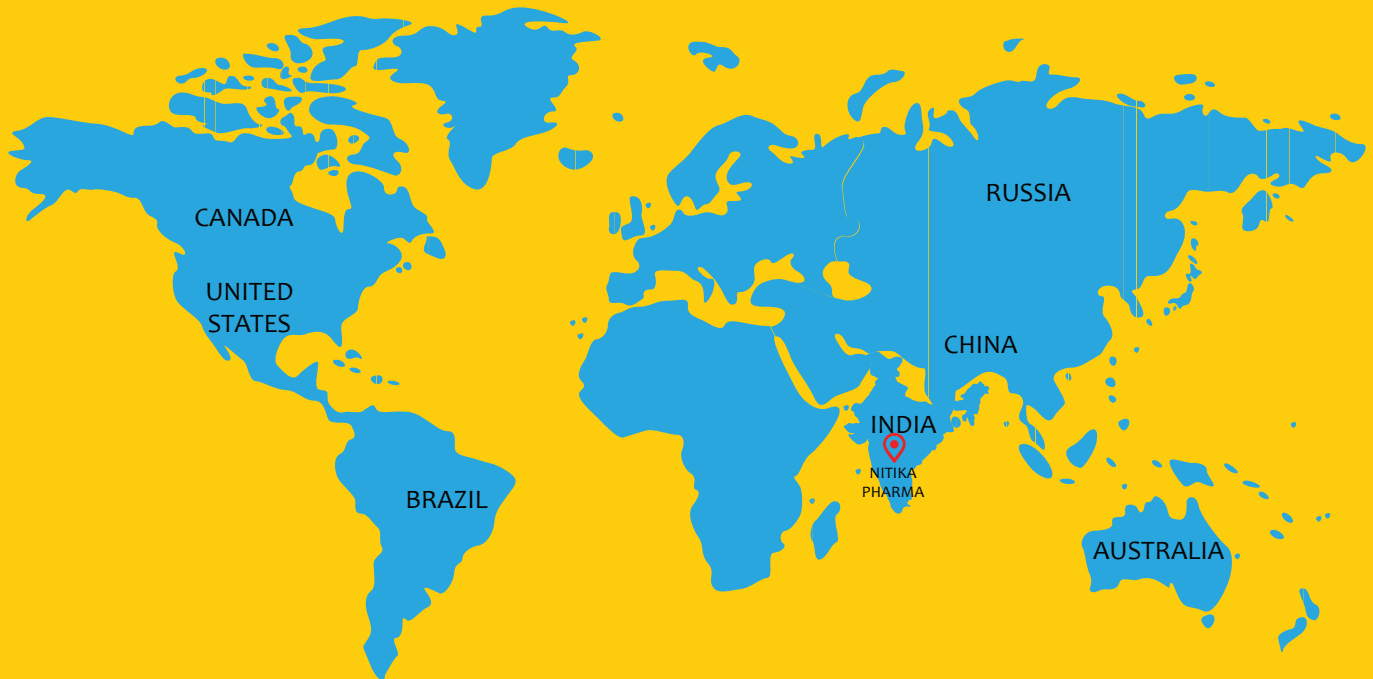 RUSSIA
CANADA
UNITED
STATES
CHINA
INDIA
NITIKA
PHARMA
BRAZIL
AUSTRALIA